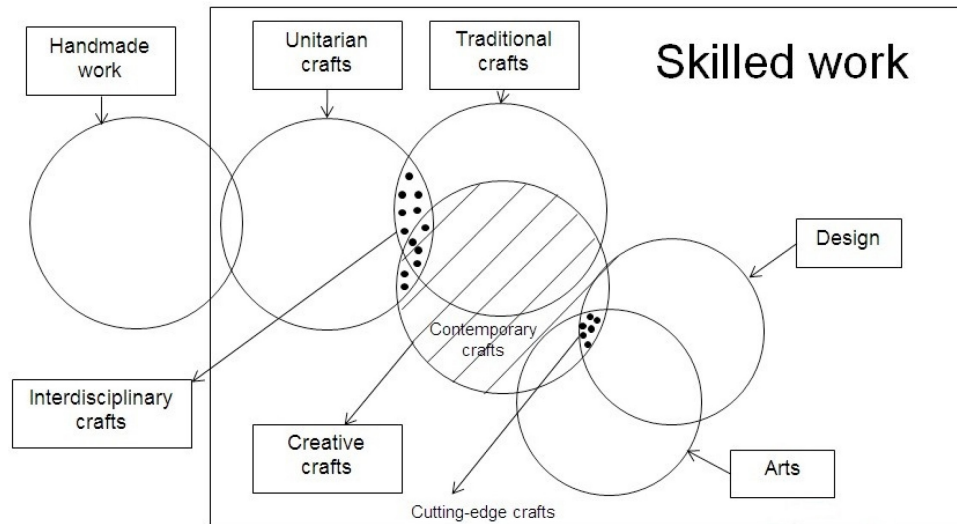 Handmade
work
Unitarian
crafts
Traditional
crafts
Skilled work
Design
Contemporary
crafts
Interdisciplinary
crafts
Creative
crafts
Arts
Cutting-edge crafts